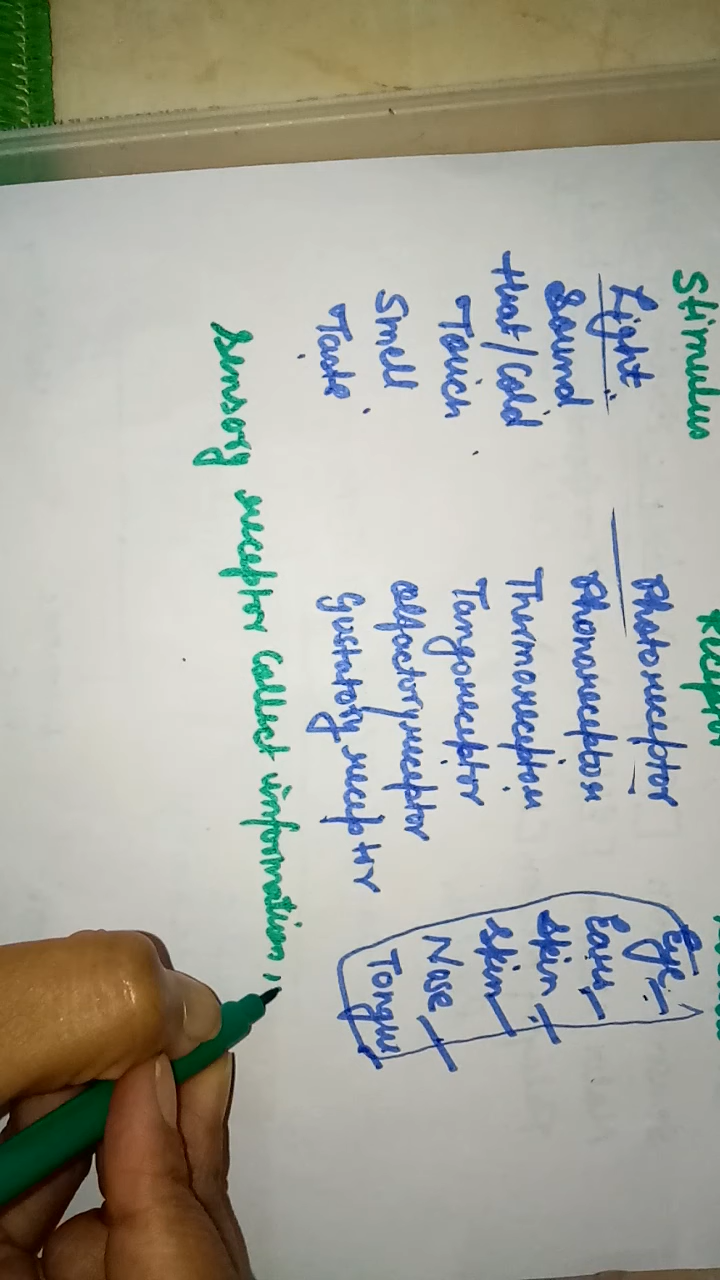 Stimulus Receptor
Light Photoreceptor Eye
Sound Phonoreceptor Ears
Heat/Cold Thermoreceptor Skin
Touch Tangoreceptor Skin
Smell olfactory receptor Nose
Taste Gustatory receptor Tongue
Sensory receptor collect information,